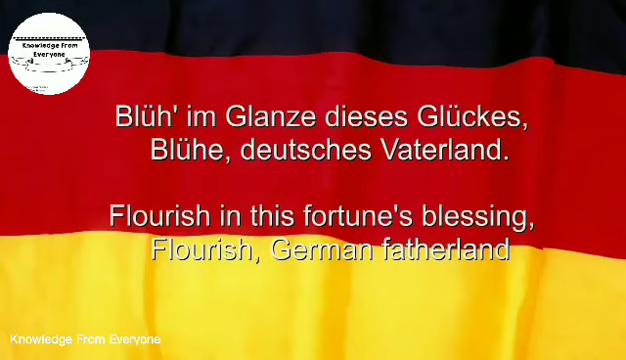 Knowledge From
Everyone
Blüh' im Glanze dieses Glückes,
Blühe, deutsches Vaterland.
Flourish in this fortune's blessing,
Flourish, German fatherland
Knowledge From Everyone